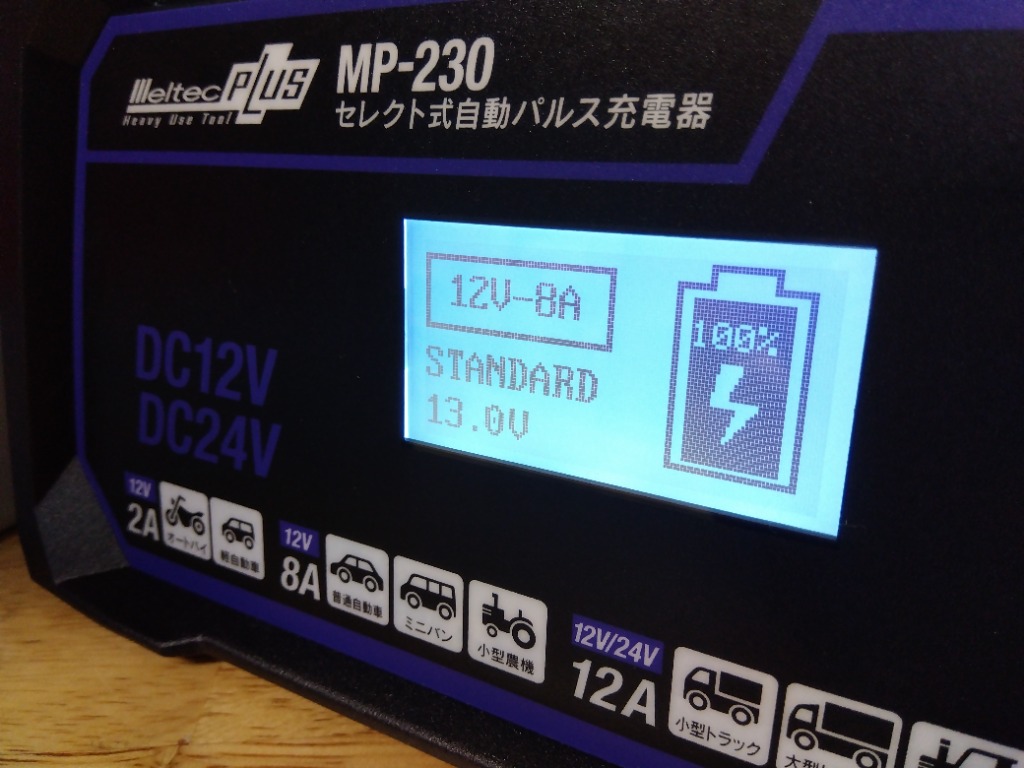 Meltec PLUS
Heavy Use Tool
MP-230
セレクト式自動パルス充電器
12V-8A
STANDARD
13.0V
100%
DC12V
DC24V
12V
2A
オートバイ
軽自動車
12V
8A
普通自動車
ミニバン
小型農機
12V/24V
12A
小型トラック
大型